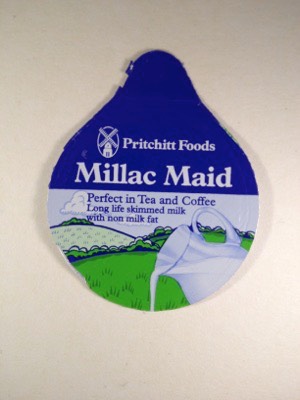 Pritchitt Foods
Millac Maid
Perfect in Tea and Coffee
Long life skimmed milk
with non milk fat